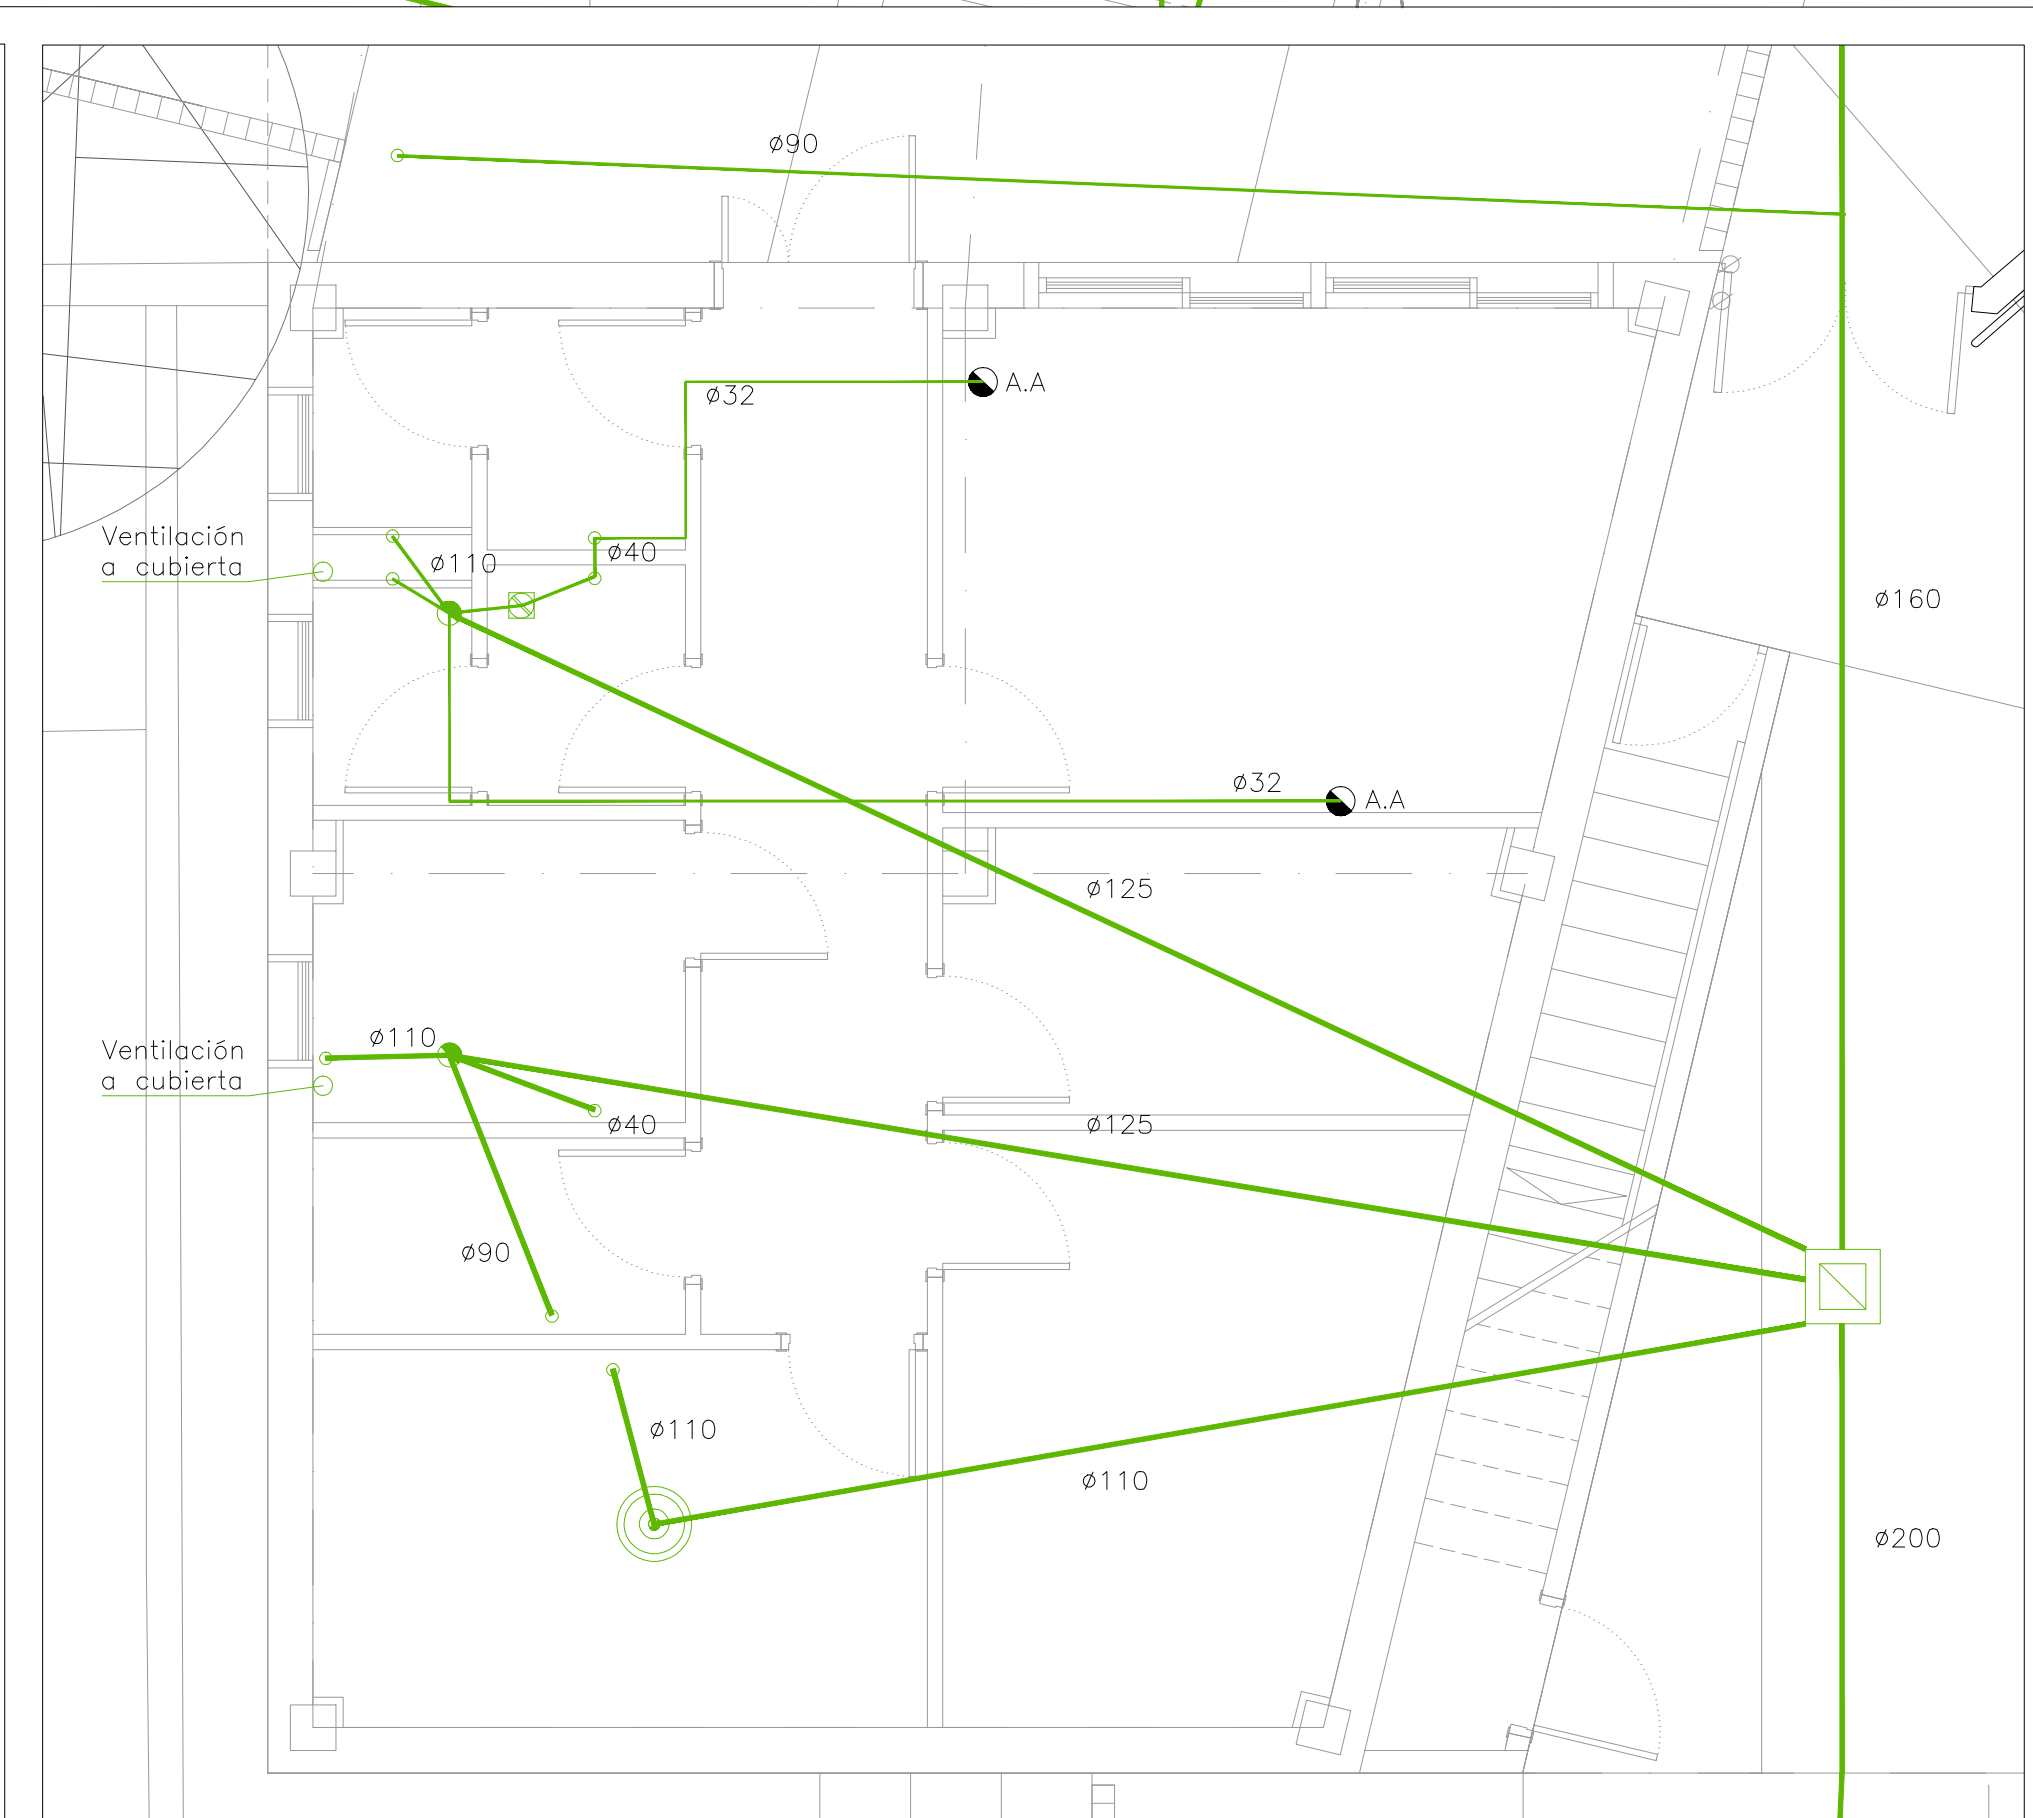 ø90
A.A
ø32
Ventilación
a cubierta
ø110
ø40
ø160
ø32
A.A
ø125
Ventilación
a cubierta
ø110
ø40
ø125
ø90
ø110
ø110
ø200